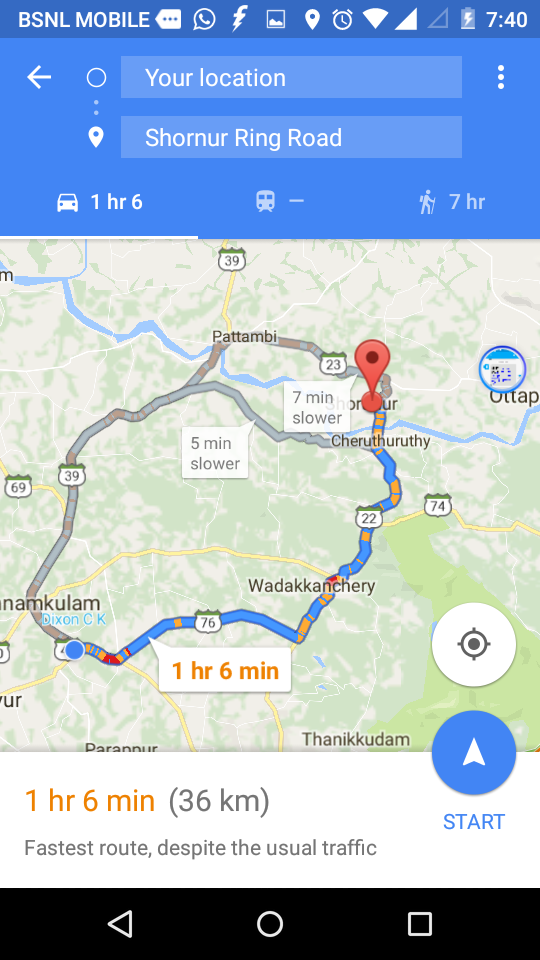 BSNL MOBILE
7:40
Your location
Shornur Ring Road
1 hr 6
–
7 hr
m
39
Pattambi
23
7 min
slower
Ottap
Cheruthuruthy
5 min
slower
39
69
74
22
Wadakkanchery
namkulam
Dixon C K
76
1 hr 6 min
ur
Parappur
Thanikkudam
1 hr 6 min (36 km)
START
Fastest route, despite the usual traffic